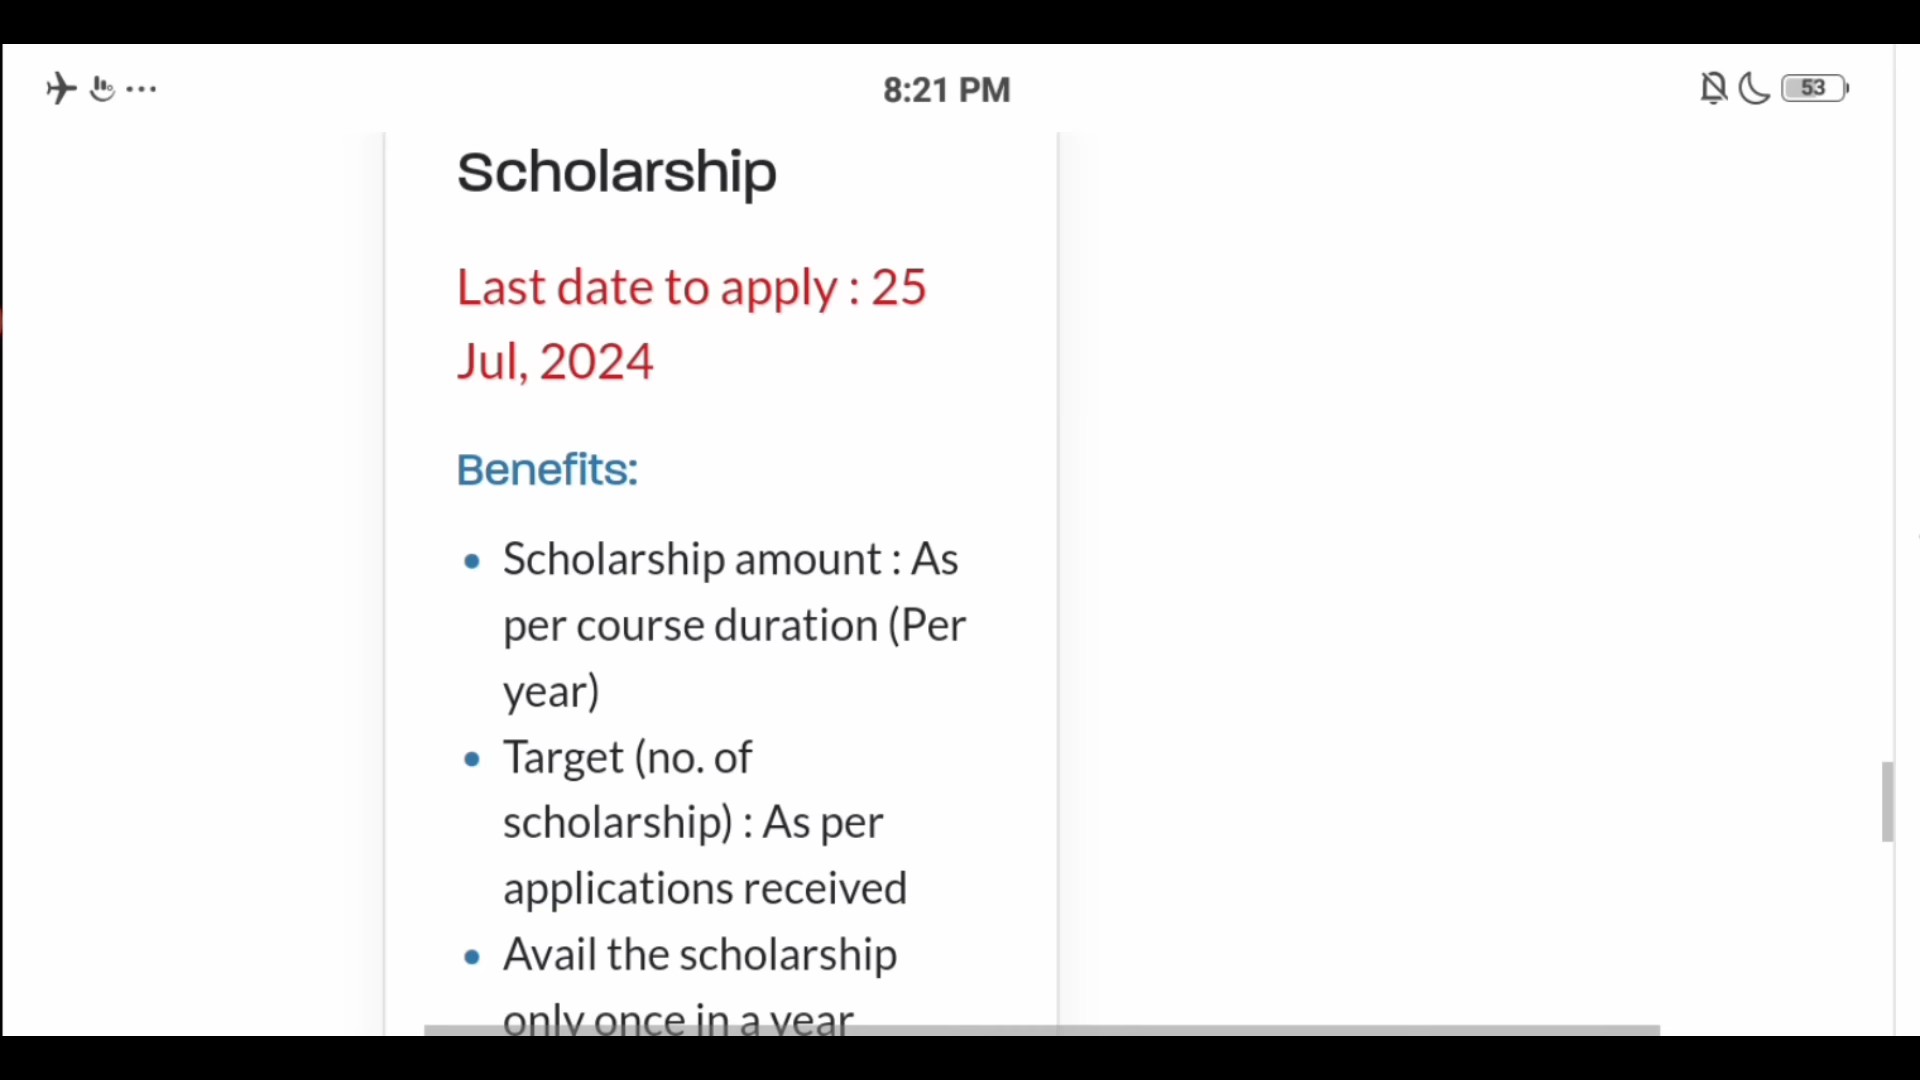 8:21 PM
53
Scholarship
Last date to apply : 25
Jul, 2024
Benefits:
• Scholarship amount : As
per course duration (Per
year)
• Target (no. of
scholarship) : As per
applications received
• Avail the scholarship
only once in a year